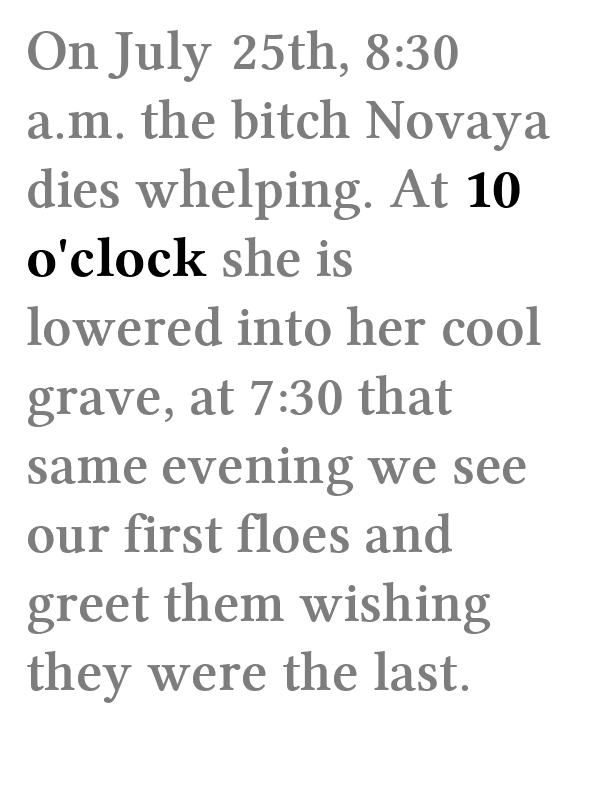 On July 25th, 8:30
a.m. the bitch Novaya
dies whelping. At 10
o'clock she is
lowered into her cool
grave, at 7:30 that
same evening we see
our first floes and
greet them wishing
they were the last.